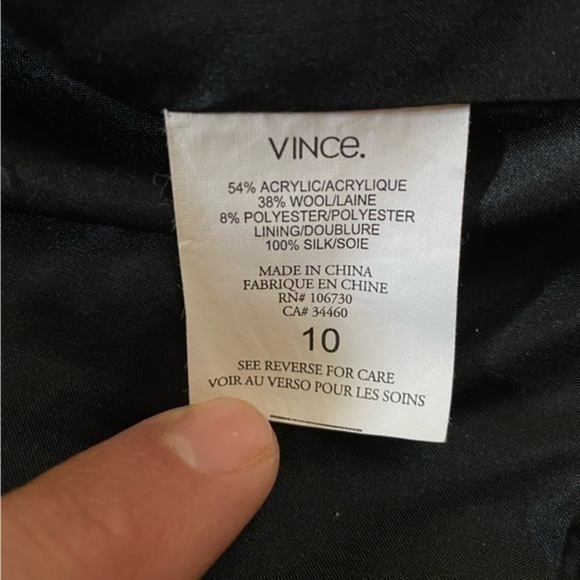 VINCe.
54% ACRYLIC/ACRYLIQUE
38% WOOL/LAINE
8% POLYESTER/POLYESTER
LINING/DOUBLURE
100% SILK/SOIE
MADE IN CHINA
FABRIQUE EN CHINE
RN# 106730
CA# 34460
10
SEE REVERSE FOR CARE
VOIR AU VERSO POUR LES SOINS